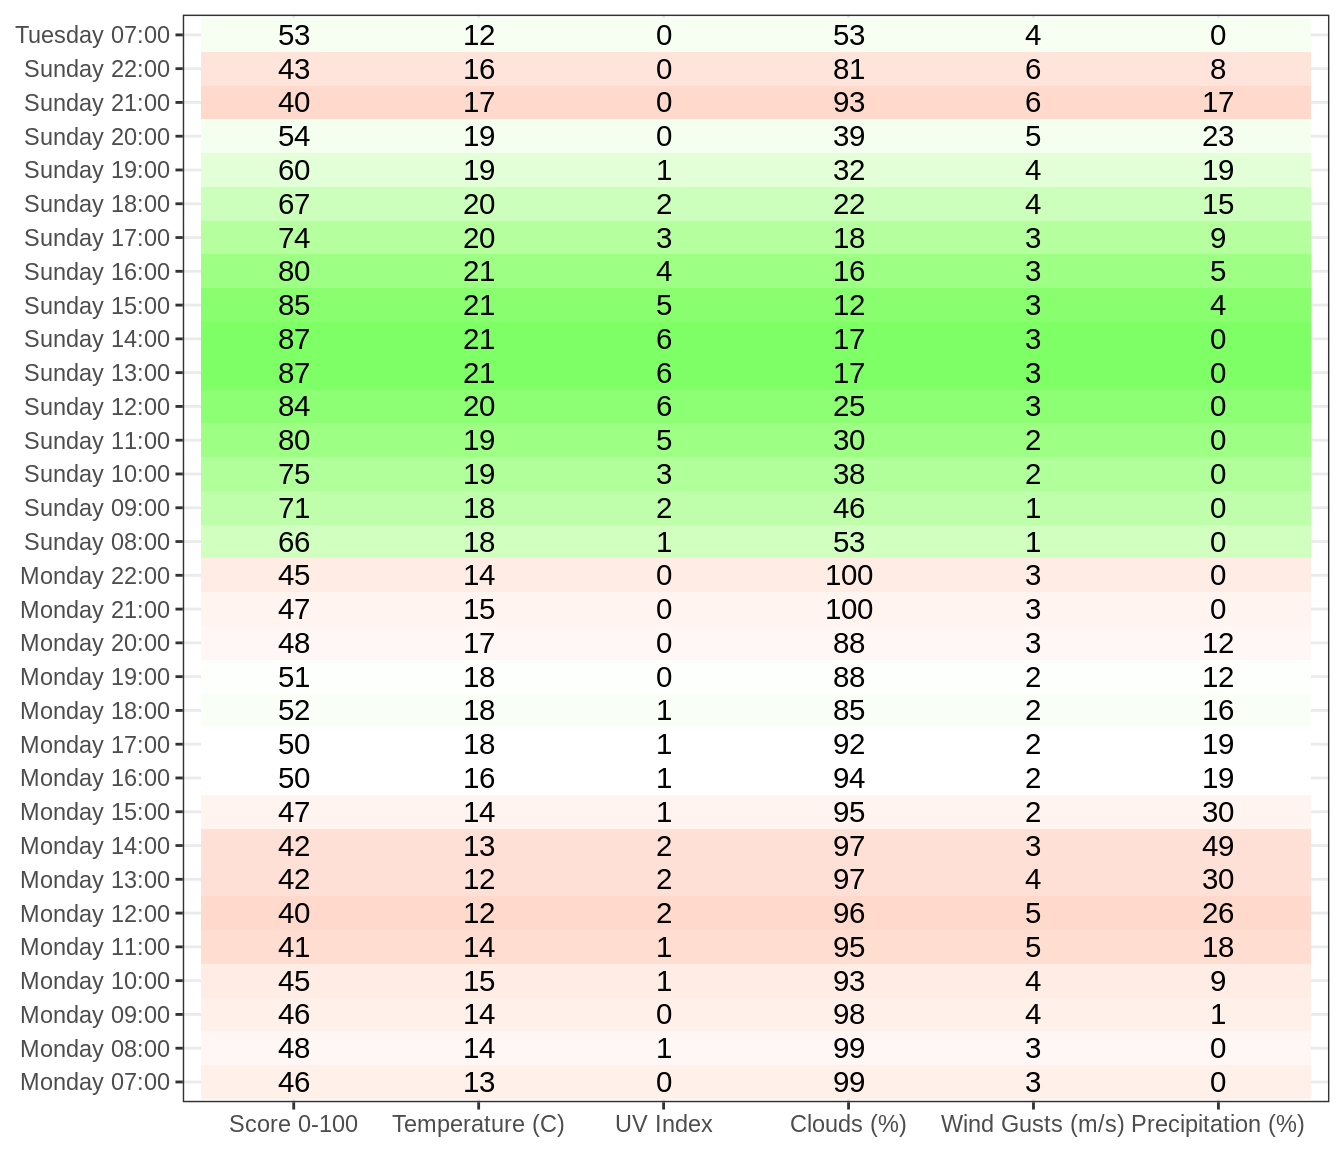 Tuesday 07:00 53 12 0 53 4 0
Sunday 22:00 43 16 0 81 6 8
Sunday 21:00 40 17 0 93 6 17
Sunday 20:00 54 19 0 39 5 23
Sunday 19:00 60 19 1 32 4 19
Sunday 18:00 67 20 2 22 4 15
Sunday 17:00 74 20 3 18 3 9
Sunday 16:00 80 21 4 16 3 5
Sunday 15:00 85 21 5 12 3 4
Sunday 14:00 87 21 6 17 3 0
Sunday 13:00 87 21 6 17 3 0
Sunday 12:00 84 20 6 25 3 0
Sunday 11:00 80 19 5 30 2 0
Sunday 10:00 75 19 3 38 2 0
Sunday 09:00 71 18 2 46 1 0
Sunday 08:00 66 18 1 53 1 0
Monday 22:00 45 14 0 100 3 0
Monday 21:00 47 15 0 100 3 0
Monday 20:00 48 17 0 88 3 12
Monday 19:00 51 18 0 88 2 12
Monday 18:00 52 18 1 85 2 16
Monday 17:00 50 18 1 92 2 19
Monday 16:00 50 16 1 94 2 19
Monday 15:00 47 14 1 95 2 30
Monday 14:00 42 13 2 97 3 49
Monday 13:00 42 12 2 97 4 30
Monday 12:00 40 12 2 96 5 26
Monday 11:00 41 14 1 95 5 18
Monday 10:00 45 15 1 93 4 9
Monday 09:00 46 14 0 98 4 1
Monday 08:00 48 14 1 99 3 0
Monday 07:00 46 13 0 99 3 0
Score 0-100 Temperature (C) UV Index Clouds (%) Wind Gusts (m/s) Precipitation (%)